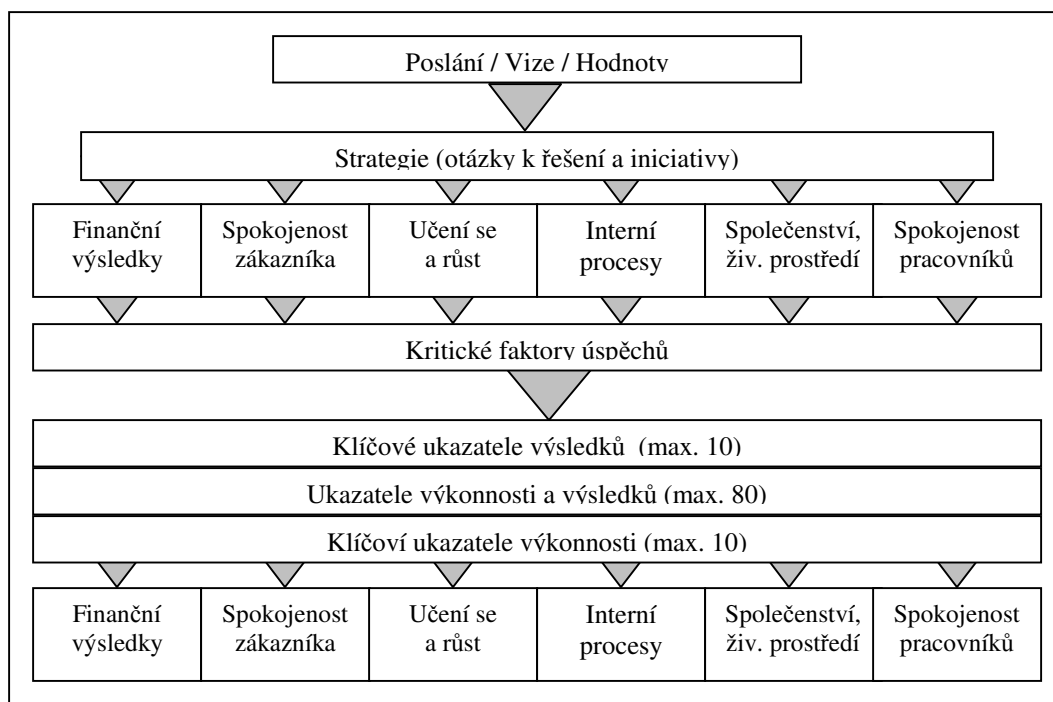 Poslání / Vize / Hodnoty
Strategie (otázky k řešení a iniciativy)
Finanční
výsledky
Spokojenost
zákazníka
Učení se
a růst
Interní
procesy
Společenství,
živ. prostředí
Spokojenost
pracovníků
Kritické faktory úspěchů
Klíčové ukazatele výsledků  (max. 10)
Ukazatele výkonnosti a výsledků (max. 80)
Klíčoví ukazatele výkonnosti (max. 10)
Finanční
výsledky
Spokojenost
zákazníka
Učení se
a růst
Interní
procesy
Společenství,
živ. prostředí
Spokojenost
pracovníků